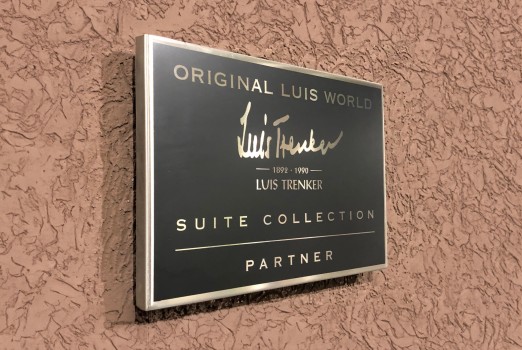 ORIGINAL LUIS WORLD
Luis Trenker
1892 - 1990
LUIS TRENKER
SUITE COLLECTION
PARTNER